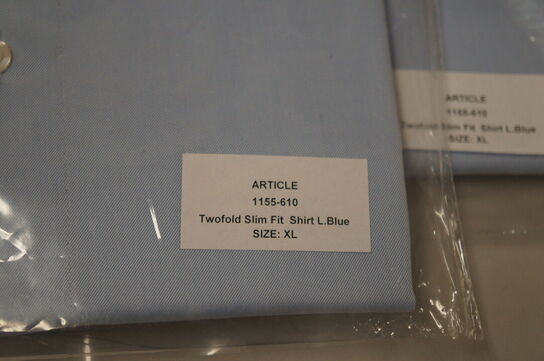 ARTICLE
1155-610
Twofold Slim Fit Shirt L.Blue
SIZE: XL
ARTICLE
1155-610
Twofold Slim Fit Shirt L.Blue
SIZE: XL